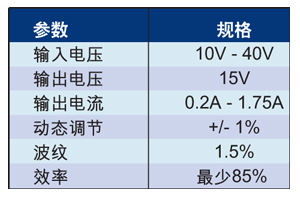 参数 规格
输入电压 10V - 40V
输出电压 15V
输出电流 0.2A - 1.75A
动态调节 +/- 1%
波纹 1.5%
效率 最少85%